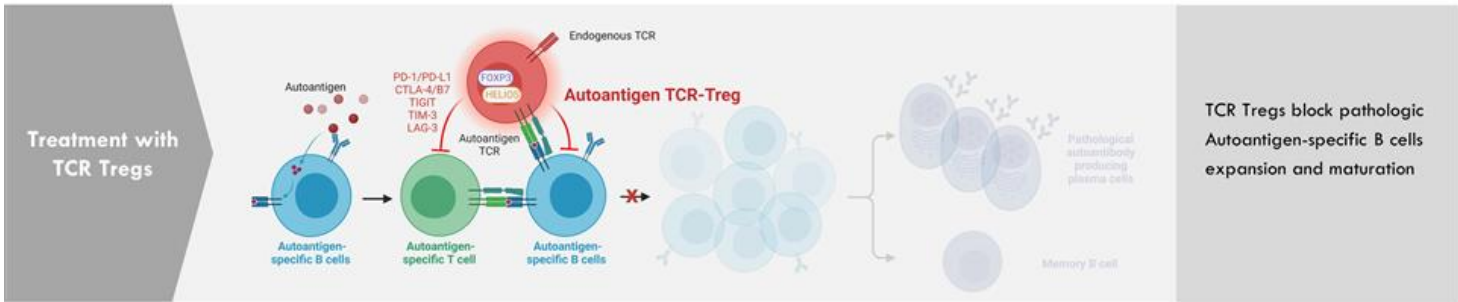 Treatment with
TCR Tregs
Autoantigen
Autoantigen-
specific B cells
PD-1/PD-L1
CTLA-4/B7
TIGIT
TIM-3
LAG-3
FOXP3
HELIOS
Endogenous TCR
Autoantigen TCR-Treg
Autoantigen
TCR
Autoantigen-
specific T cell
Autoantigen-
specific B cells
X
Pathological
autoantibody
producing
plasma cells
Memory B cell
TCR Tregs block pathologic
Autoantigen-specific B cells
expansion and maturation